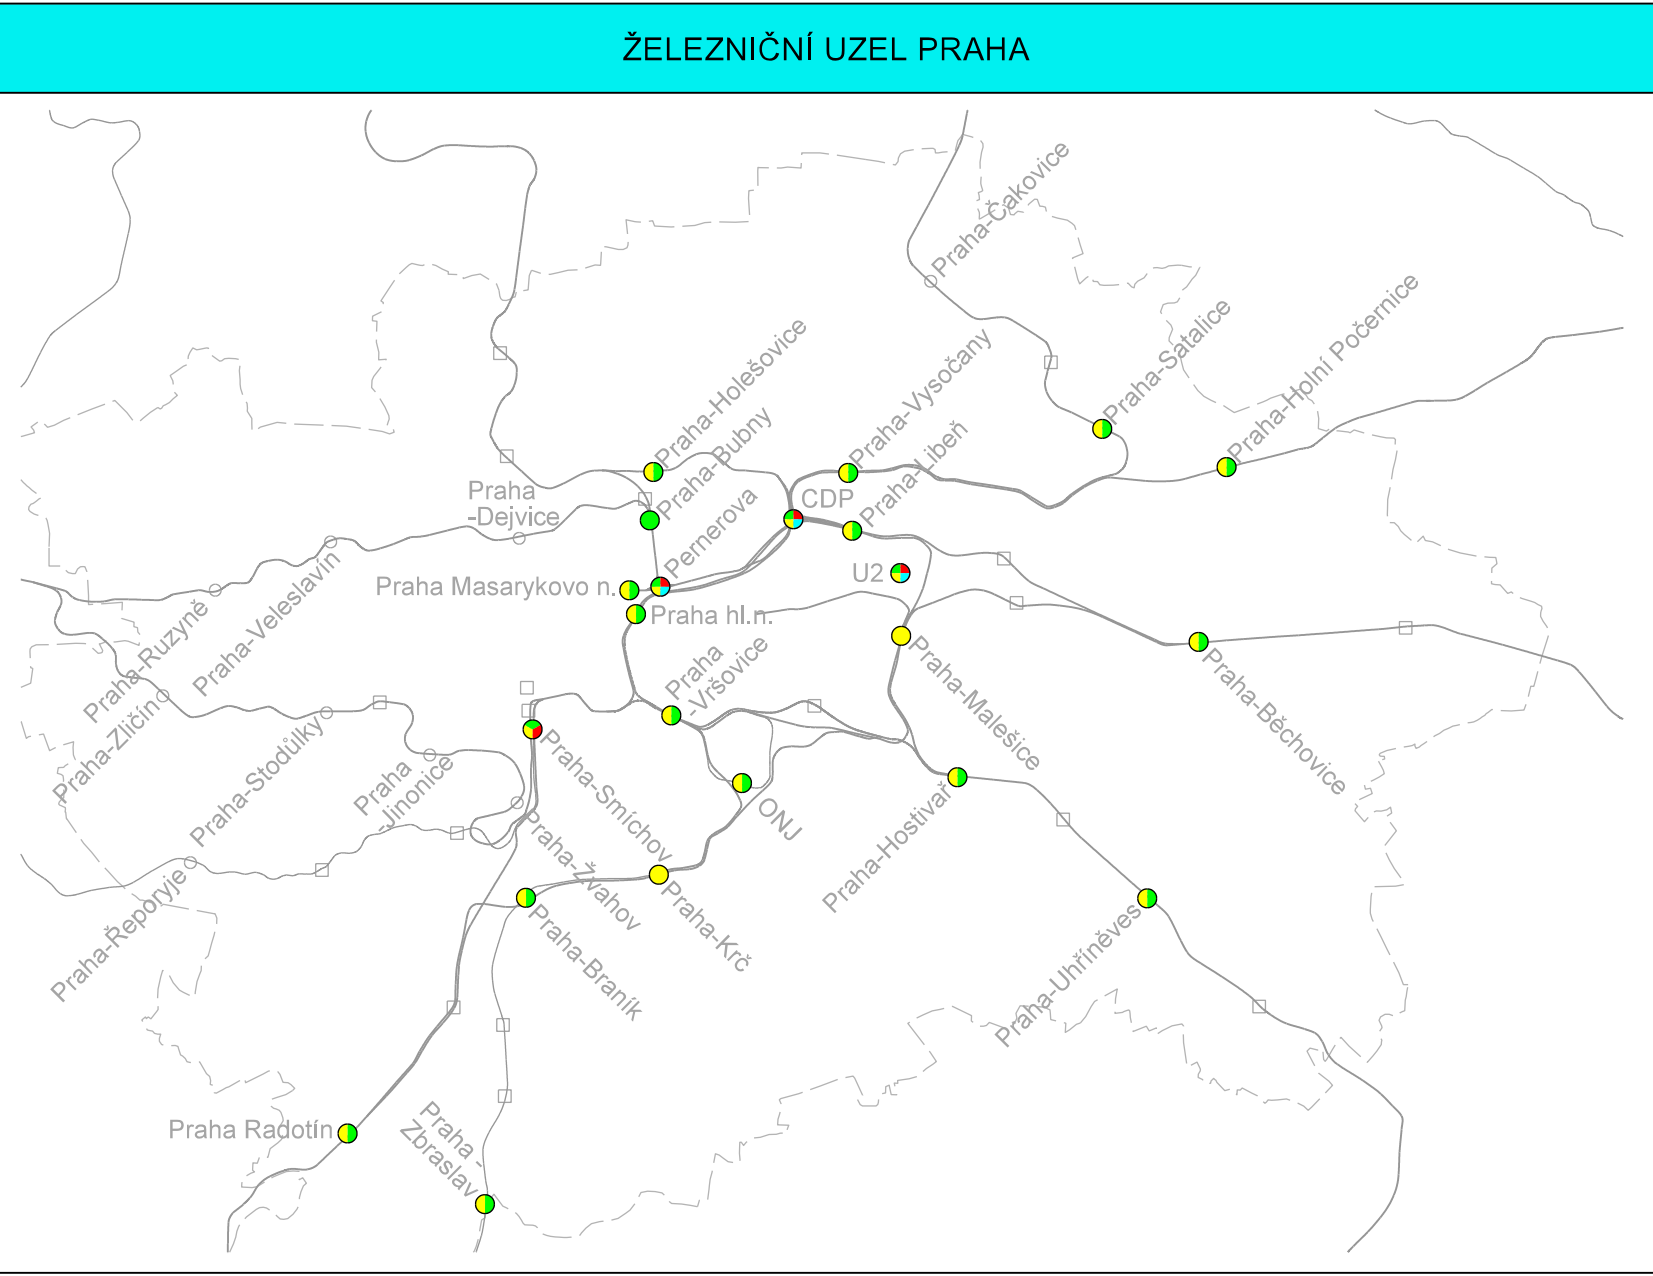 ŽELEZNIČNÍ UZEL PRAHA
Praha-Čakovice
Praha-Satalice
Praha-Holní Počernice
Praha-Holešovice
Praha-Bubny
Praha-Vysočany
Praha-Libeň
Praha
-Dejvice
CDP
Pernerova
U2
Praha Masarykovo n.
Praha hl.n.
Praha-Ruzyně
Praha-Veleslavín
Praha
-Vršovice
Praha-Malešice
Praha-Běchovice
Praha-Zličín
Praha-Stodůlky
Praha
-Jinonice
Praha-Smíchov
ONJ
Praha-Hostivař
Praha-Žvahov
Praha-Řeporyje
Praha-Krč
Praha-Braník
Praha-Uhříněves
Praha Radotín
Praha -
Zbraslav